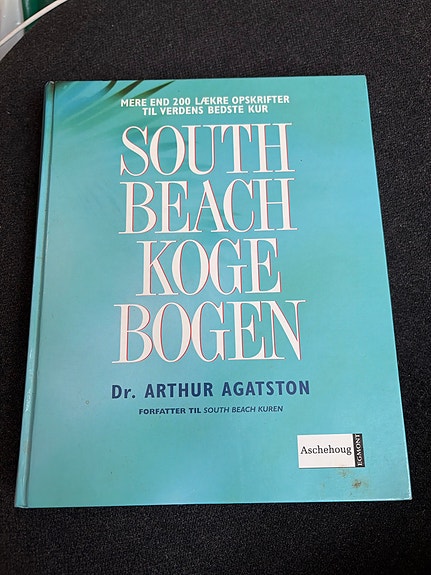 MERE END 200 LÆKRE OPSKRIFTER
TIL VERDENS BEDSTE KUR
SOUTH
BEACH
KOGE
BOGEN
Dr. ARTHUR AGATSTON
FORFATTER TIL SOUTH BEACH KUREN
Aschehoug
EGMONT